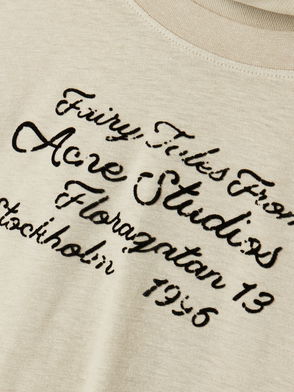 Fairy Tales From
Acne Studios
Floragatan 13
Stockholm 1996